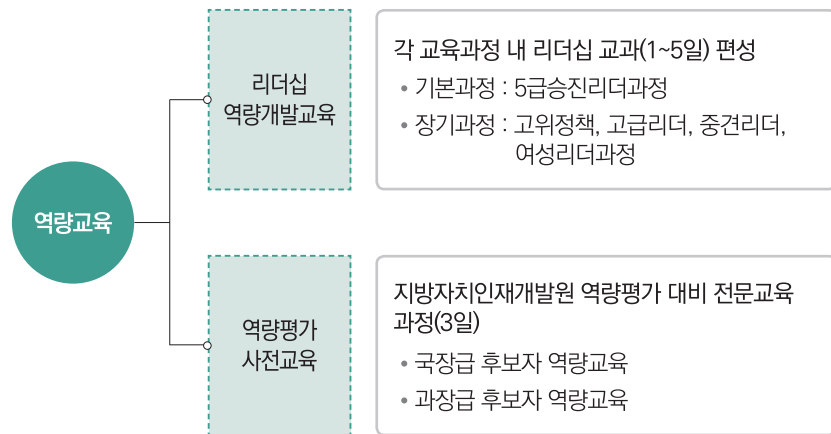 역량교육
리더십
역량개발교육
각 교육과정 내 리더십 교과(1~5일) 편성
• 기본과정 : 5급승진리더과정
• 장기과정 : 고위정책, 고급리더, 중견리더,
여성리더과정
역량평가
사전교육
지방자치인재개발원 역량평가 대비 전문교육
과정(3일)
• 국장급 후보자 역량교육
• 과장급 후보자 역량교육